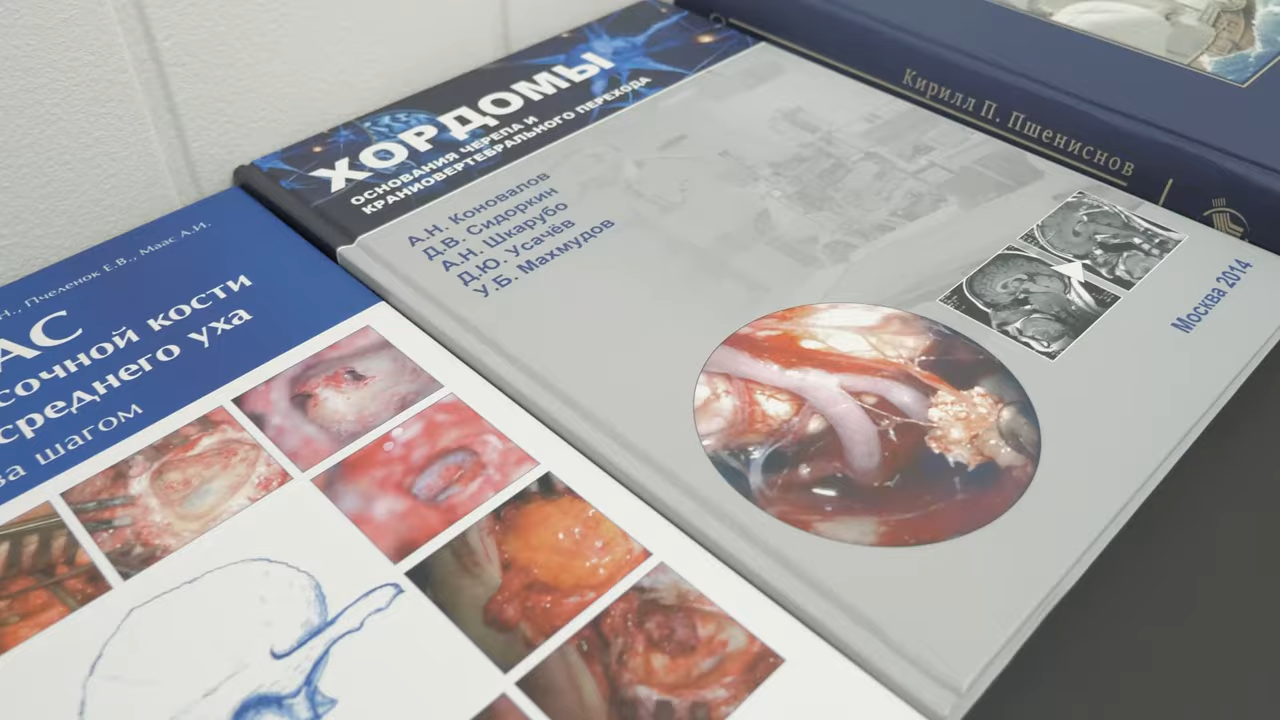 Пчеленок Е.В., Маас А.И.
АС
сочной кости
среднего уха
за шагом
ХОРДОМЫ
ОСНОВАНИЯ ЧЕРЕПА И
КРАНИОВЕРТЕБРАЛЬНОГО ПЕРЕХОДА
А.Н. Коновалов
Д.В. Сидоркин
А.Н. Шкарубо
Д.Ю. Усачёв
У.Б. Махмудов
Москва 2014
Кирилл П. Пшениснов